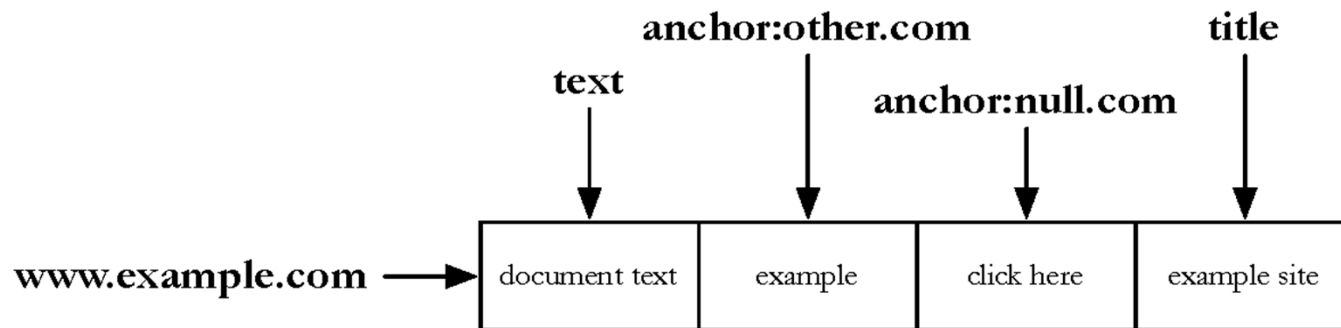 anchor:other.com
title
text
anchor:null.com
www.example.com
document text
example
click here
example site